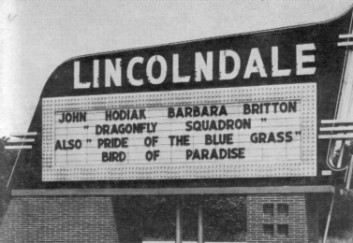 LINCOLNDALE
JOHN HODIAK BARBARA BRITTON
"DRAGONFLY SQUADRON"
ALSO "PRIDE OF THE BLUE GRASS"
BIRD OF PARADISE